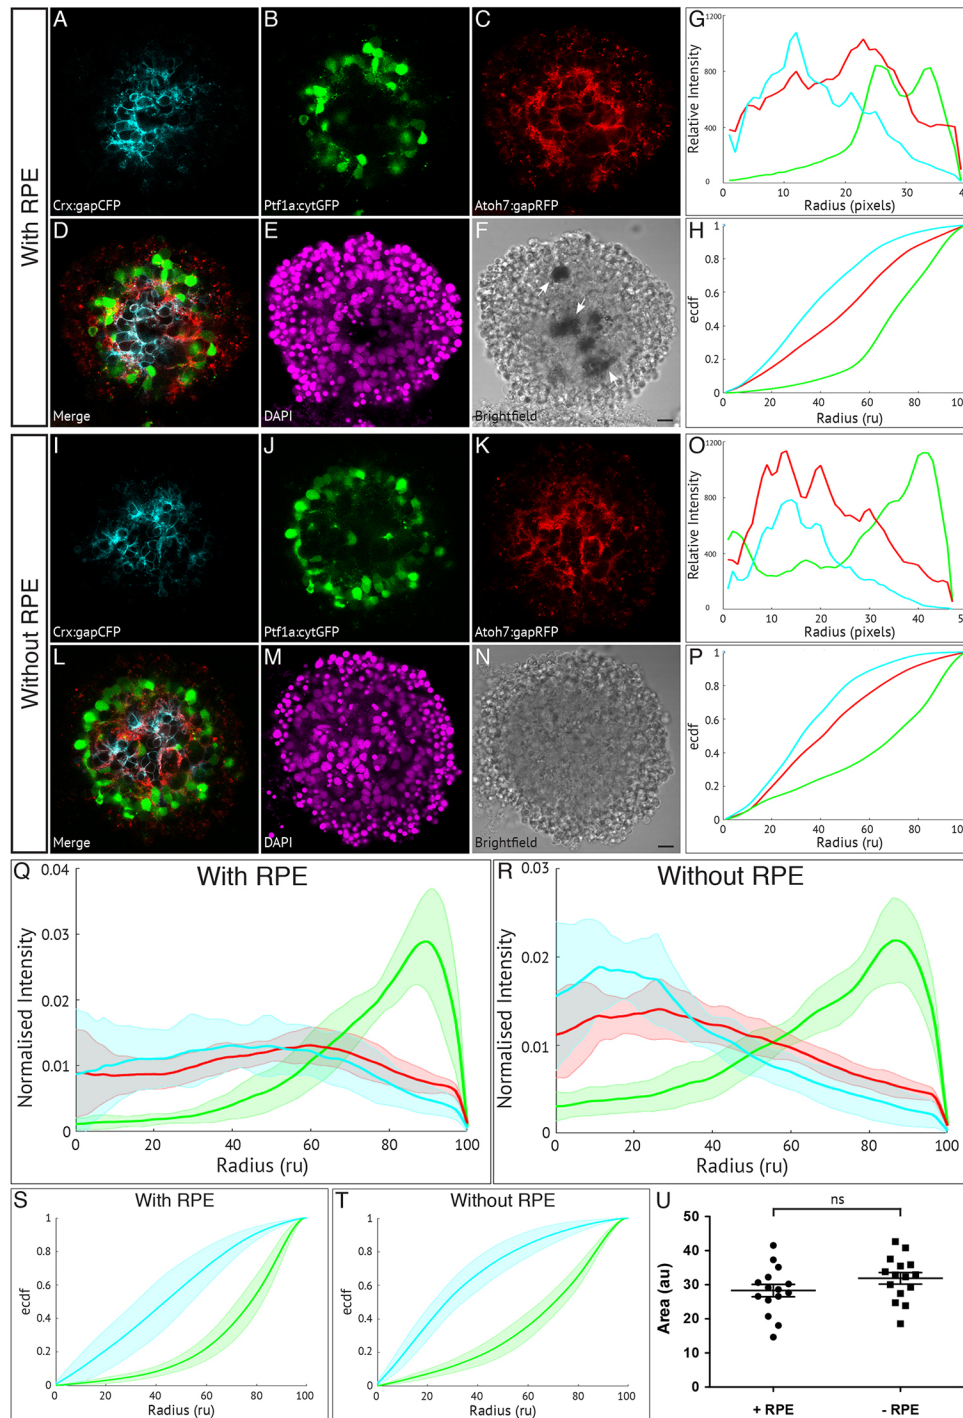 With RPE
A
Crx:gapCFP
B
Ptf1a:cytGFP
C
Atoh7:gapRFP
G
1200
800
400
0
Relative Intensity
10 20 30 4
Radius (pixels)
D
Merge
E
DAPI
F
Brightfield
H
1
0.8
0.6
0.4
0.2
0
ecdf
20 40 60 80 100
Radius (ru)
Without RPE
I
Crx:gapCFP
J
Ptf1a:cytGFP
K
Atoh7:gapRFP
O
1200
800
400
0
Relative Intensity
10 20 30 40 5
Radius (pixels)
L
Merge
M
DAPI
N
Brightfield
P
1
0.8
0.6
0.4
0.2
0
ecdf
20 40 60 80 100
Radius (ru)
Q
With RPE
0.04
0.03
0.02
0.01
0
Normalised Intensity
0 20 40 60 80 100
Radius (ru)
R
Without RPE
0.03
0.02
0.01
0
Normalised Intensity
0 20 40 60 80 100
Radius (ru)
S
With RPE
1
0.8
0.6
0.4
0.2
0
ecdf
0 20 40 60 80 100
Radius (ru)
T
Without RPE
1
0.8
0.6
0.4
0.2
0
ecdf
0 20 40 60 80 100
Radius (ru)
U
ns
50
40
30
20
10
0
Area (au)
+ RPE - RPE